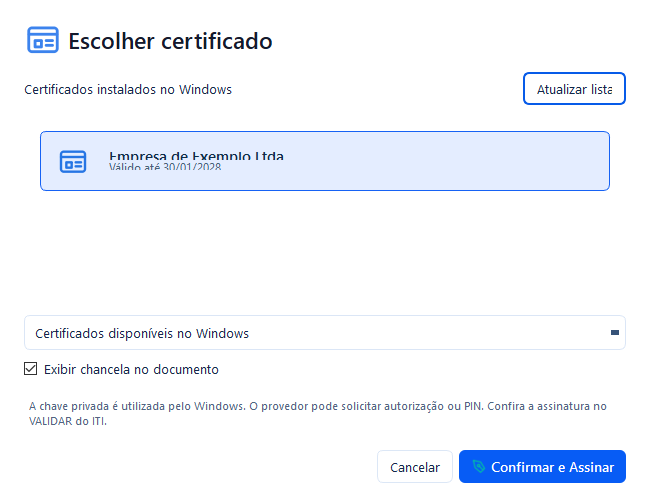 Escolher certificado
Certificados instalados no Windows
Atualizar lista
Empresa de Exemplo Ltda
Válido até 30/01/2028
Certificados disponíveis no Windows
Exibir chancela no documento
A chave privada é utilizada pelo Windows. O provedor pode solicitar autorização ou PIN. Confira a assinatura no
VALIDAR do ITI.
Cancelar
Confirmar e Assinar